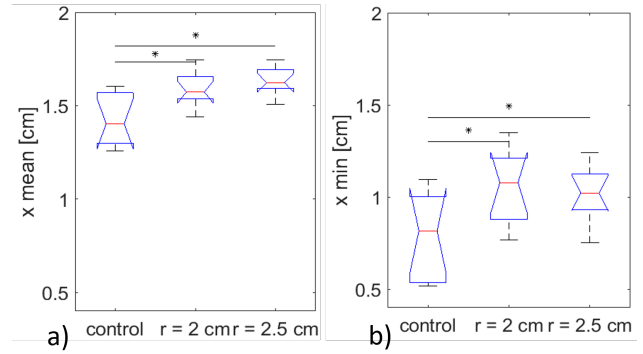 2
1.5
1
0.5
x mean [cm]
*
*
control r = 2 cm r = 2.5 cm
a)
2
1.5
1
0.5
x min [cm]
*
*
control r = 2 cm r = 2.5 cm
b)